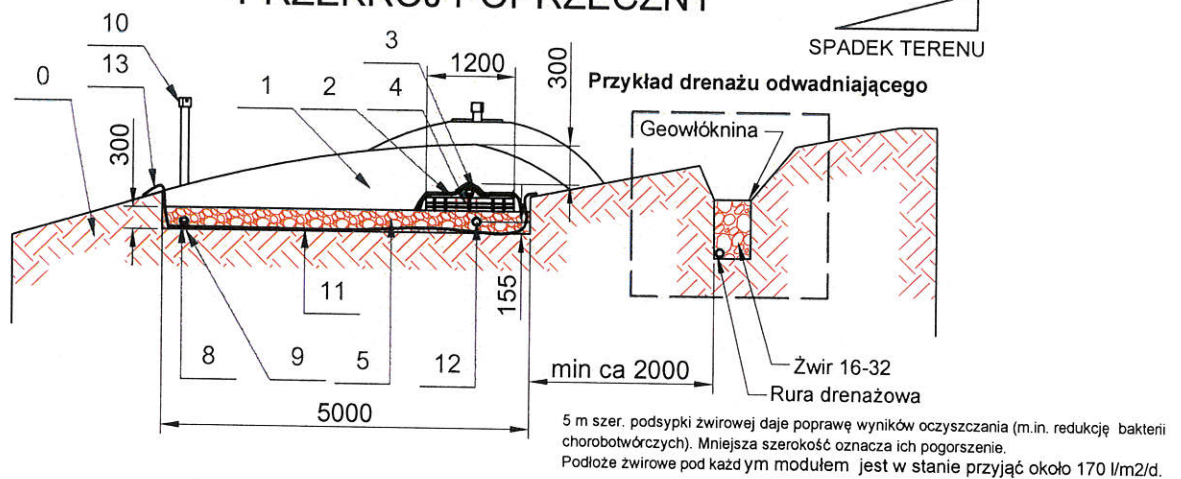 PRZEKRÓJ POPRZECZNY
SPADEK TERENU
10
13
0
1
2
3
4
1200
300
Przykład drenażu odwadniającego
Geowłóknina
300
155
11
8
9
5
12
min ca 2000
5000
Żwir 16-32
Rura drenażowa
5 m szer. podsypki żwirowej daje poprawę wyników oczyszczania (m.in. redukcję bakterii
chorobotwórczych). Mniejsza szerokość oznacza ich pogorszenie.
Podłoże żwirowe pod każdym modułem jest w stanie przyjąć około 170 l/m2/d.